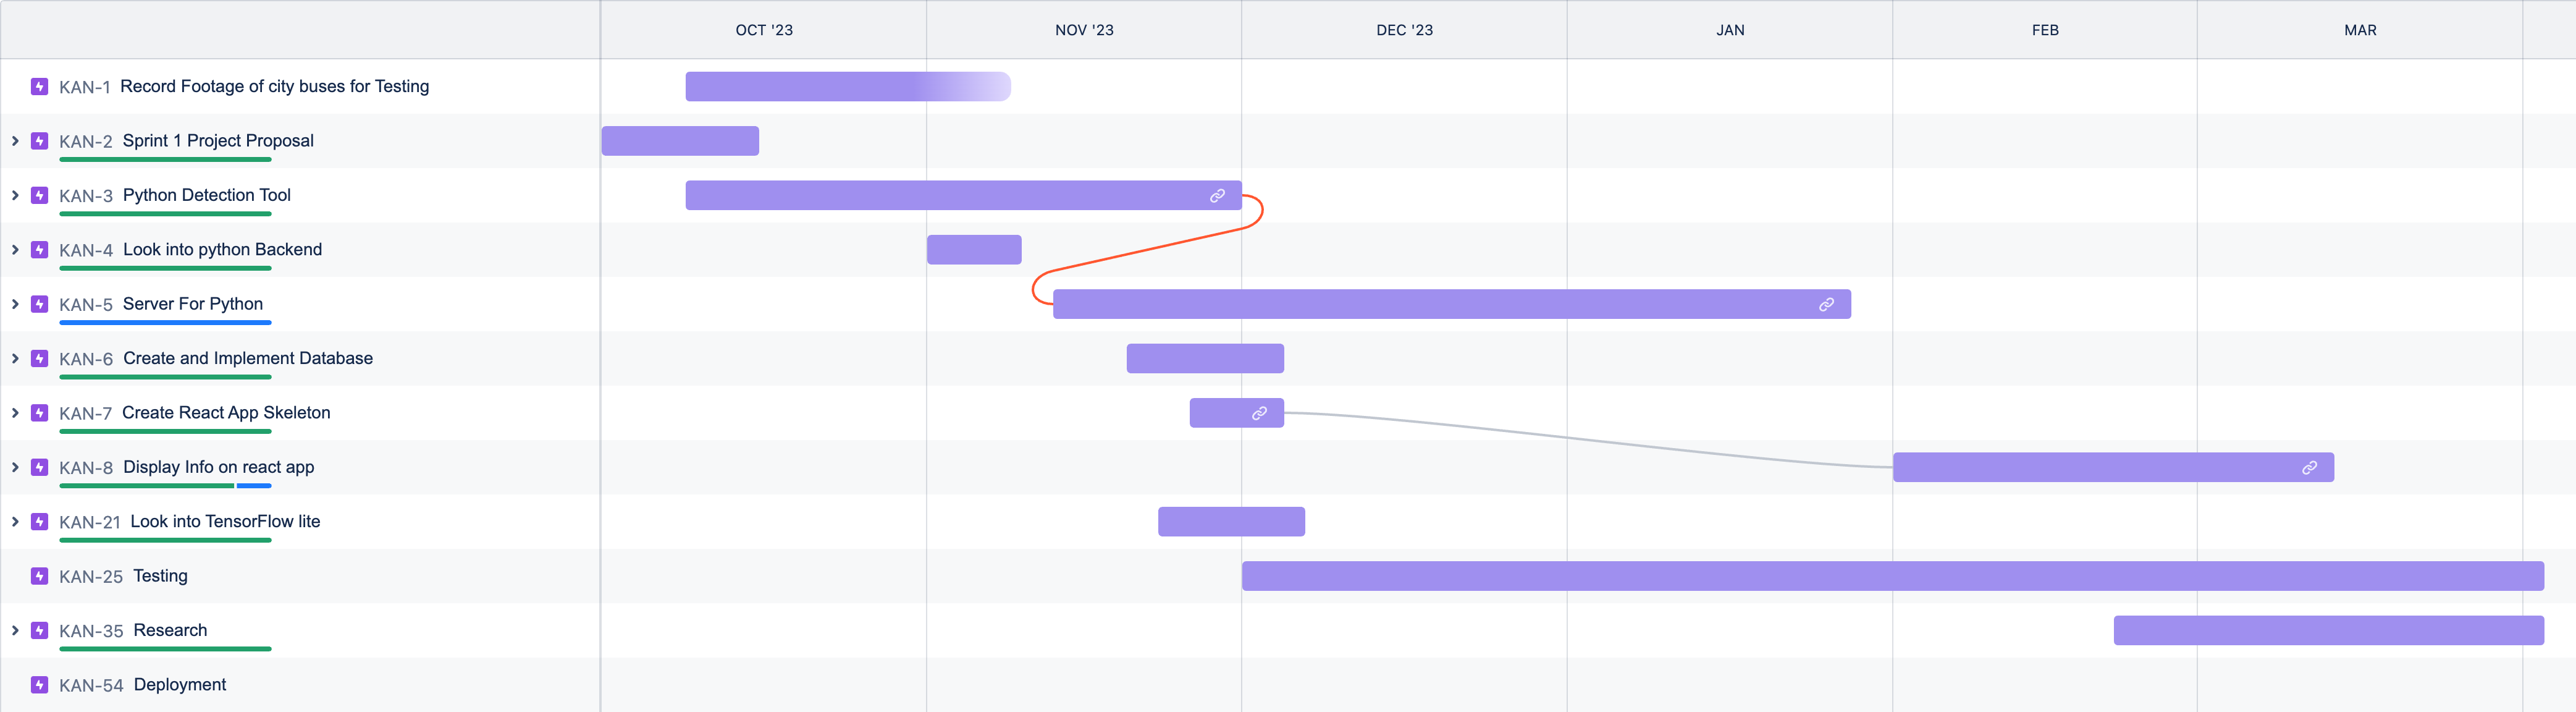 OCT '23 NOV '23 DEC '23 JAN FEB MAR
KAN-1 Record Footage of city buses for Testing
KAN-2 Sprint 1 Project Proposal
KAN-3 Python Detection Tool
KAN-4 Look into python Backend
KAN-5 Server For Python
KAN-6 Create and Implement Database
KAN-7 Create React App Skeleton
KAN-8 Display Info on react app
KAN-21 Look into TensorFlow lite
KAN-25 Testing
KAN-35 Research
KAN-54 Deployment